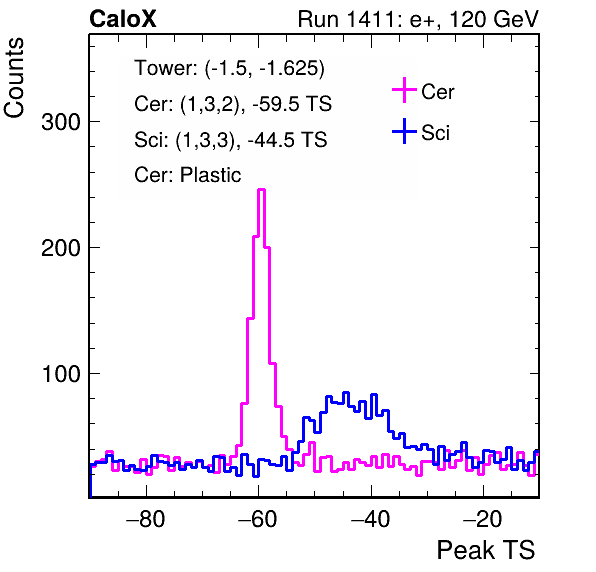 CaloX Run 1411: e+, 120 GeV
Counts
Tower: (-1.5, -1.625)
Cer: (1,3,2), -59.5 TS
Sci: (1,3,3), -44.5 TS
Cer: Plastic
Cer
Sci
300
200
100
−80 −60 −40 −20
Peak TS